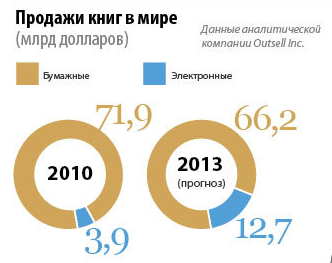 Продажи книг в мире
(млрд долларов)
Данные аналитической
компании Outsell Inc.
Бумажные
Электронные
71,9
2010
3,9
66,2
2013
(прогноз)
12,7